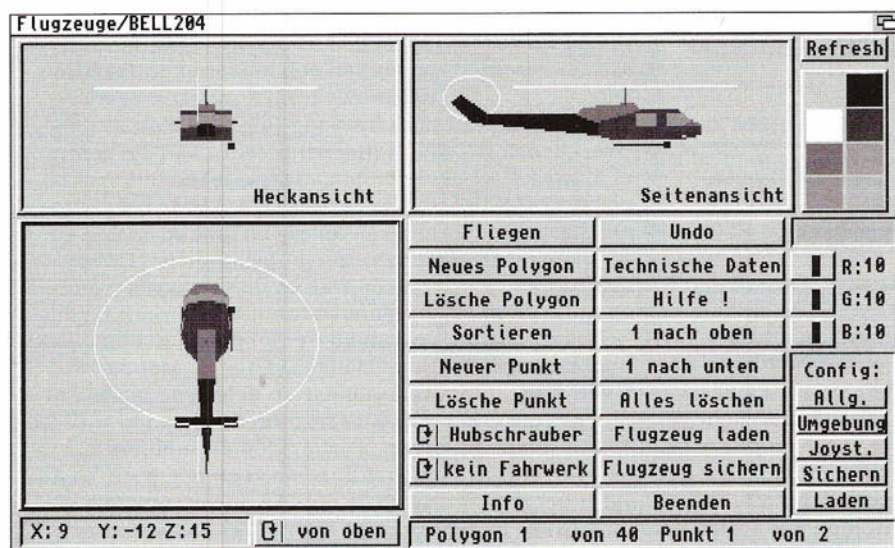 Flugzeuge/BELL204
Refresh
Heckansicht
Seitenansicht
Fliegen
Undo
Neues Polygon
Technische Daten
R:10
Lösche Polygon
Hilfe !
G:10
Sortieren
1 nach oben
B:10
Neuer Punkt
1 nach unten
Config:
Lösche Punkt
Alles löschen
Allg.
Hubschrauber
Flugzeug laden
Umgebung
Joyst.
kein Fahrwerk
Flugzeug sichern
Sichern
Info
Beenden
Laden
X: 9 Y:-12 Z:15
von oben
Polygon 1 von 40 Punkt 1 von 2